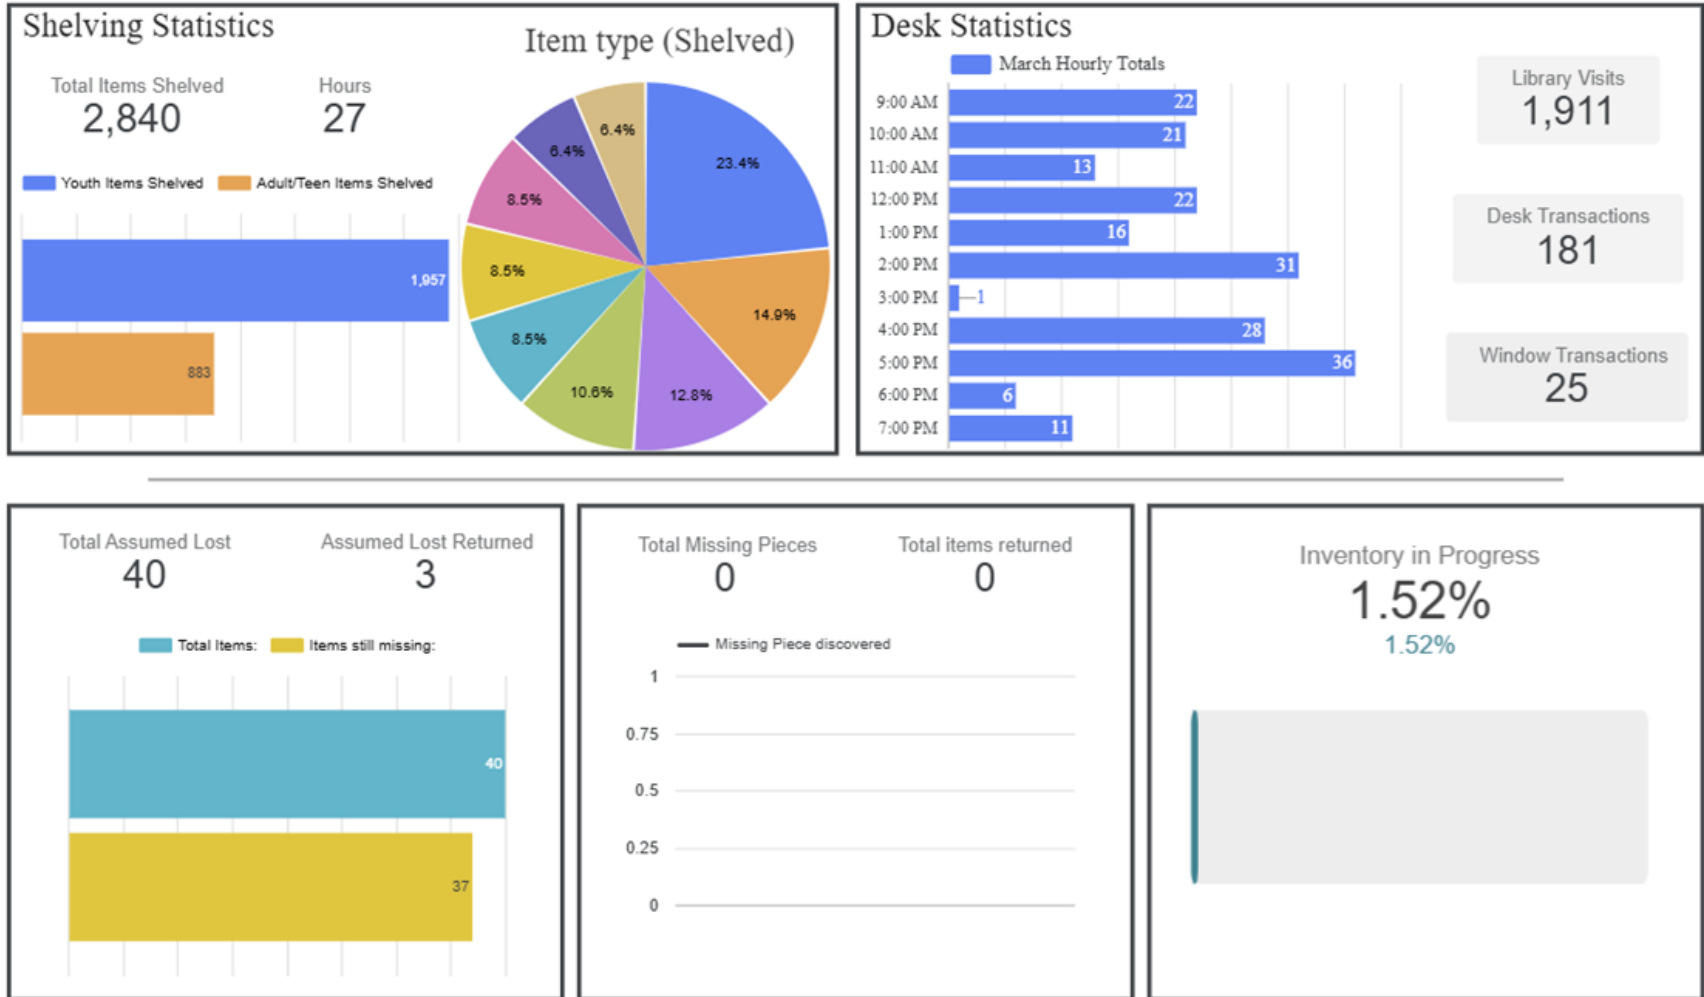 Shelving Statistics
Item type (Shelved)
Total Items Shelved
2,840
Hours
27
Youth Items Shelved
Adult/Teen Items Shelved
1,957
883
23.4%
14.9%
12.8%
10.6%
8.5%
8.5%
8.5%
6.4%
6.4%
Desk Statistics
March Hourly Totals
9:00 AM 22
10:00 AM 21
11:00 AM 13
12:00 PM 22
1:00 PM 16
2:00 PM 31
3:00 PM 1
4:00 PM 28
5:00 PM 36
6:00 PM 6
7:00 PM 11
Library Visits
1,911
Desk Transactions
181
Window Transactions
25
Total Assumed Lost
40
Assumed Lost Returned
3
Total Items:
Items still missing:
40
37
Total Missing Pieces
0
Total items returned
0
Missing Piece discovered
1
0.75
0.5
0.25
0
Inventory in Progress
1.52%
1.52%